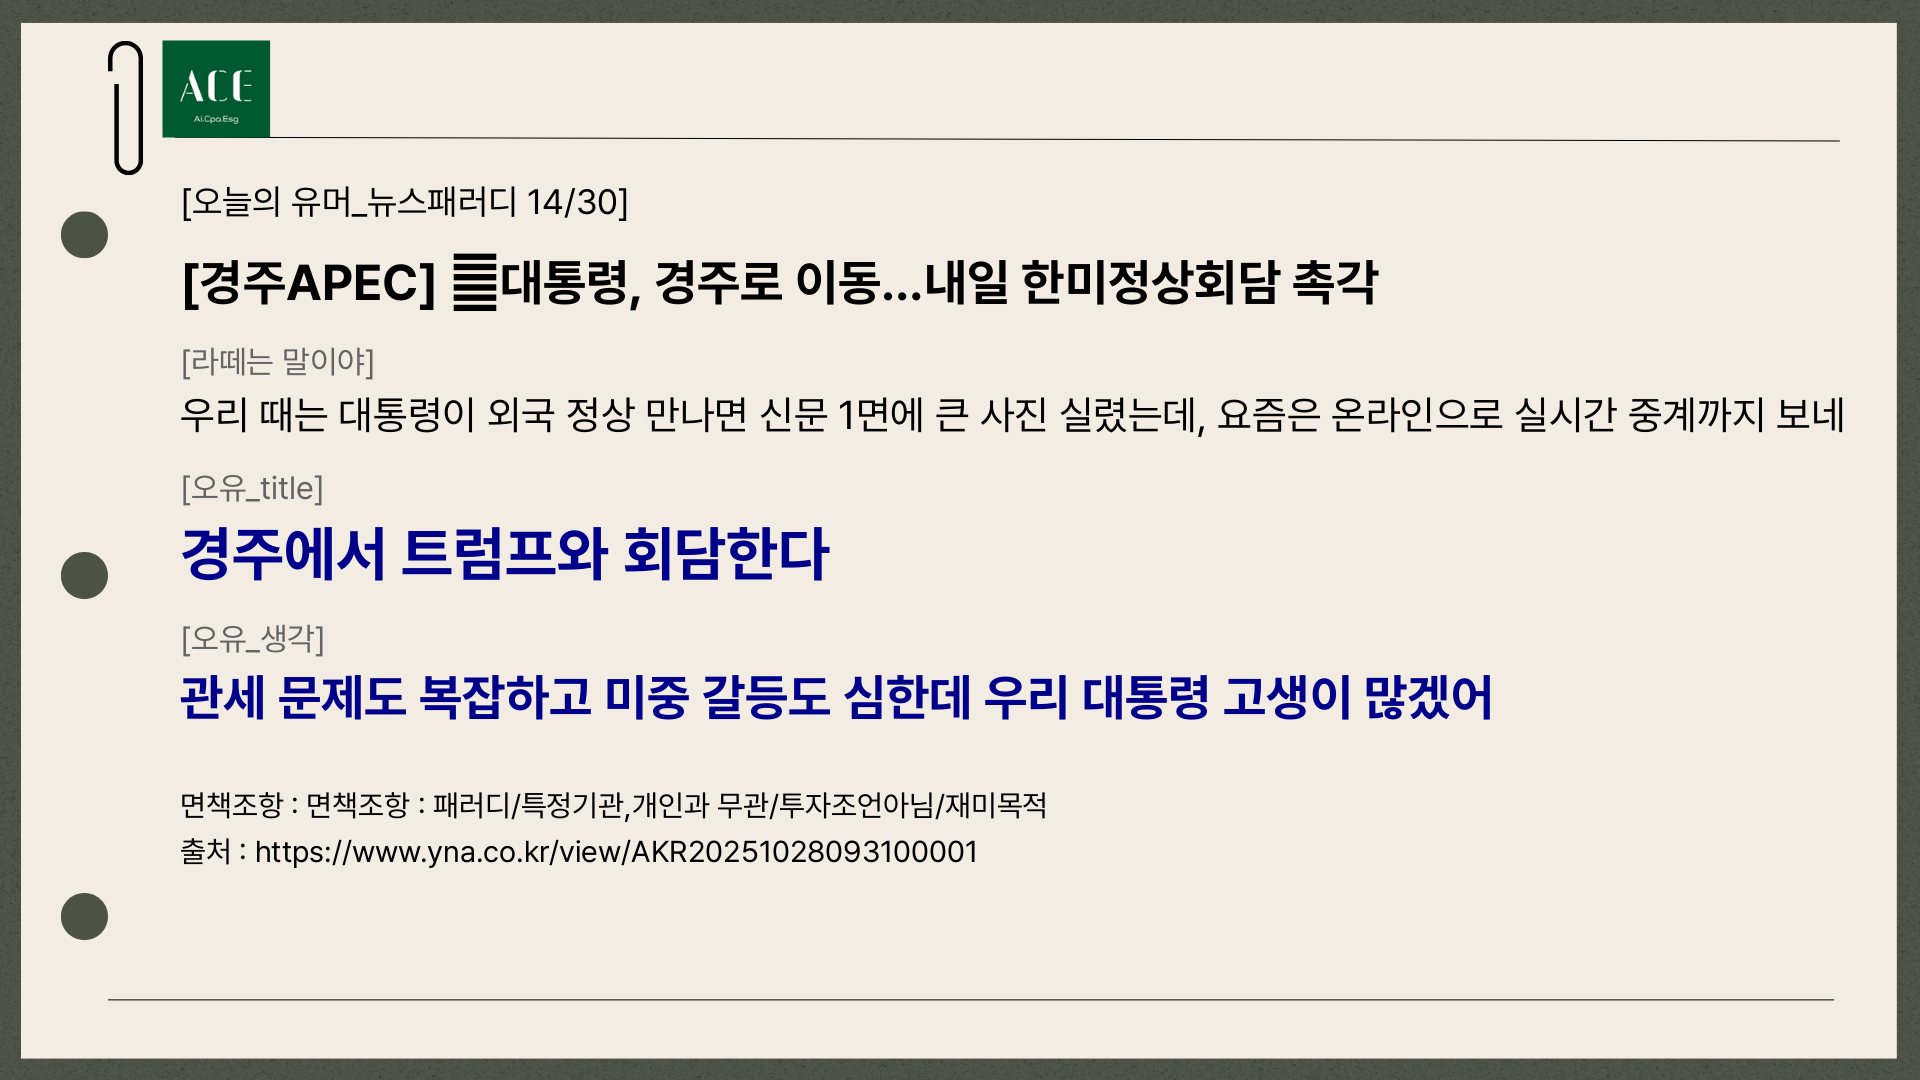 ACE
Ai.Cpa.Esg
[오늘의 유머_뉴스패러디 14/30]
[경주APEC] 대통령, 경주로 이동...내일 한미정상회담 촉각
[라떼는 말이야]
우리 때는 대통령이 외국 정상 만나면 신문 1면에 큰 사진 실렸는데, 요즘은 온라인으로 실시간 중계까지 보네
[오유_title]
경주에서 트럼프와 회담한다
[오유_생각]
관세 문제도 복잡하고 미중 갈등도 심한데 우리 대통령 고생이 많겠어
면책조항 : 면책조항 : 패러디/특정기관,개인과 무관/투자조언아님/재미목적
출처 : https://www.yna.co.kr/view/AKR20251028093100001